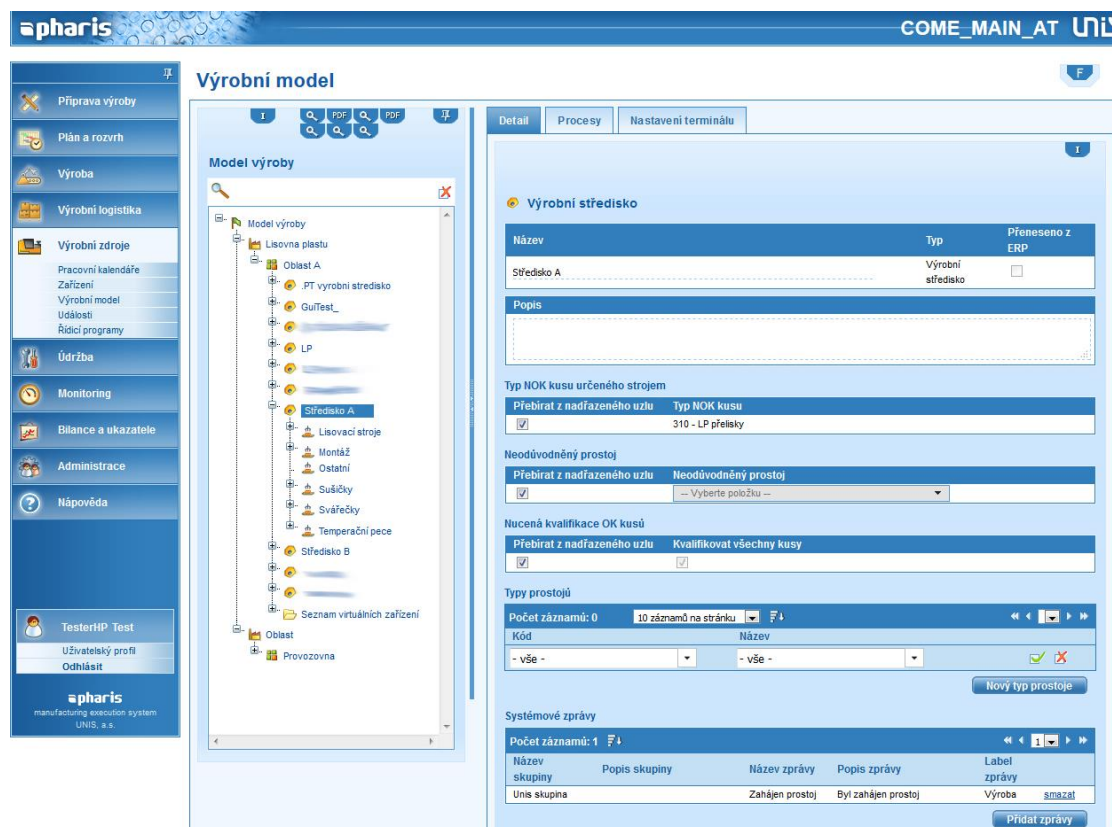 pharis
COME_MAIN_AT
Výrobní model
F
Příprava výroby
Plán a rozvrh
Výroba
Výrobní logistika
Výrobní zdroje
Pracovní kalendáře
Zařízení
Výrobní model
Události
Řídicí programy
Údržba
Monitoring
Bilance a ukazatele
Administrace
Nápověda
TesterHP Test
Uživatelský profil
Odhlásit
pharis
manufacturing execution system
UNIS, a.s.
I
PDF
PDF
Model výroby
Model výroby
Lisovna plastu
Oblast A
.PT vyrobni stredisko
GuiTest_
LP
Středisko A
Lisovací stroje
Montáž
Ostatní
Sušičky
Svářečky
Temperační pece
Středisko B
Seznam virtuálních zařízení
Oblast
Provozovna
Detail Procesy Nastavení terminálu
I
Výrobní středisko
Název Typ Přeneseno z ERP
Středisko A Výrobní středisko
Popis
Typ NOK kusu určeného strojem
Přebírat z nadřazeného uzlu Typ NOK kusu
310 - LP přelisky
Neodůvodněný prostoj
Přebírat z nadřazeného uzlu Neodůvodněný prostoj
-- Vyberte položku --
Nucená kvalifikace OK kusů
Přebírat z nadřazeného uzlu Kvalifikovat všechny kusy
Typy prostojů
Počet záznamů: 0 10 záznamů na stránku
Kód Název
- vše - - vše -
Nový typ prostoje
Systémové zprávy
Počet záznamů: 1 1
Název skupiny Popis skupiny Název zprávy Popis zprávy Label zprávy
Unis skupina Zahájen prostoj Byl zahájen prostoj Výroba smazat
Přidat zprávy